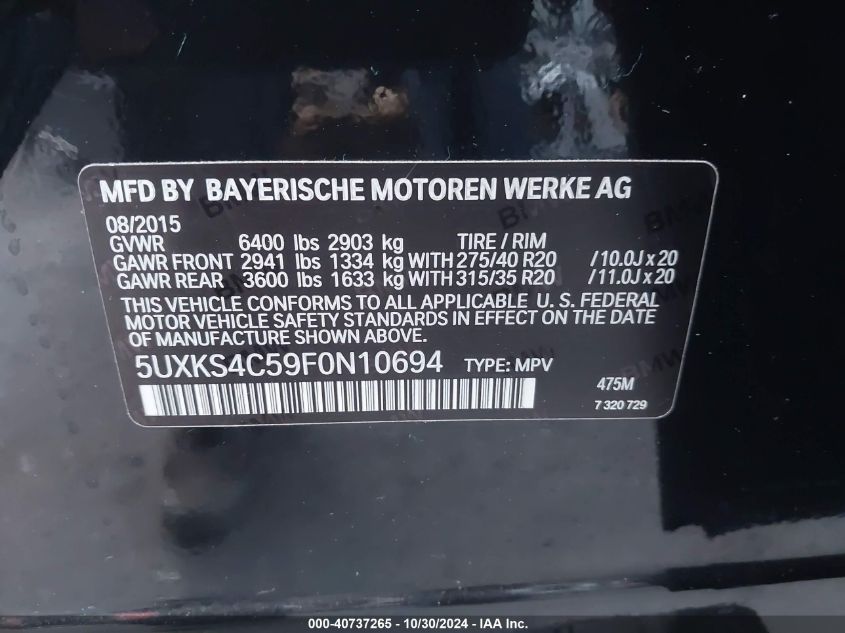 MFD BY BAYERISCHE MOTOREN WERKE AG
08/2015
GVWR 6400 lbs 2903 kg TIRE / RIM
GAWR FRONT 2941 lbs 1334 kg WITH 275/40 R20 /10.0J x 20
GAWR REAR 3600 lbs 1633 kg WITH 315/35 R20 /11.0J x 20
THIS VEHICLE CONFORMS TO ALL APPLICABLE U. S. FEDERAL
MOTOR VEHICLE SAFETY STANDARDS IN EFFECT ON THE DATE
OF MANUFACTURE SHOWN ABOVE.
5UXKS4C59F0N10694 TYPE: MPV
475M
7 320 729
000-40737265 - 10/30/2024 - IAA Inc.